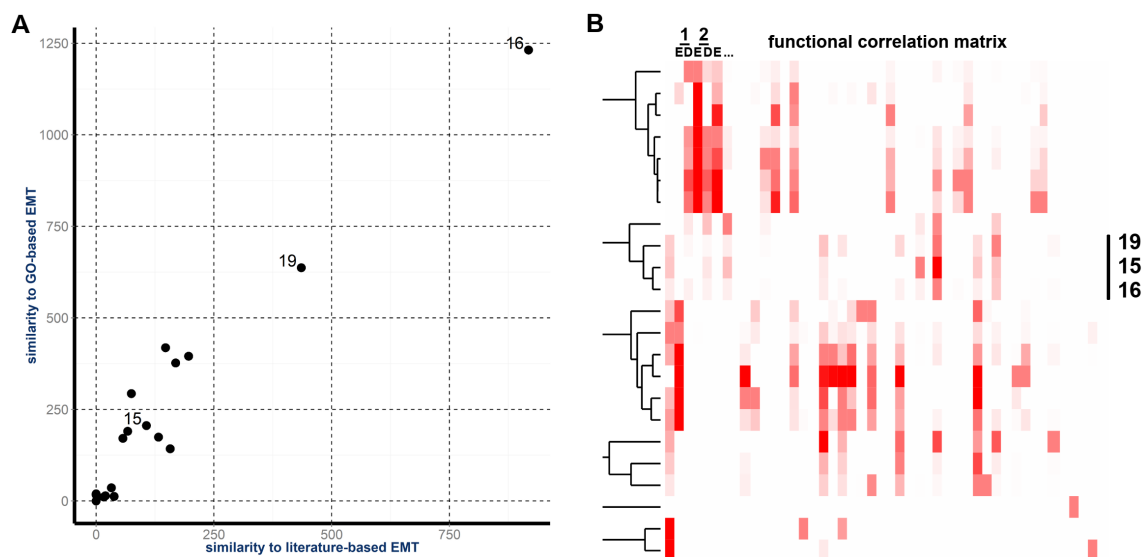 A
1250
1000
750
500
250
0
similarity to GO-based EMT
16
19
15
0
250
500
750
similarity to literature-based EMT
B
1 2
EDEDE...
functional correlation matrix
19
15
16